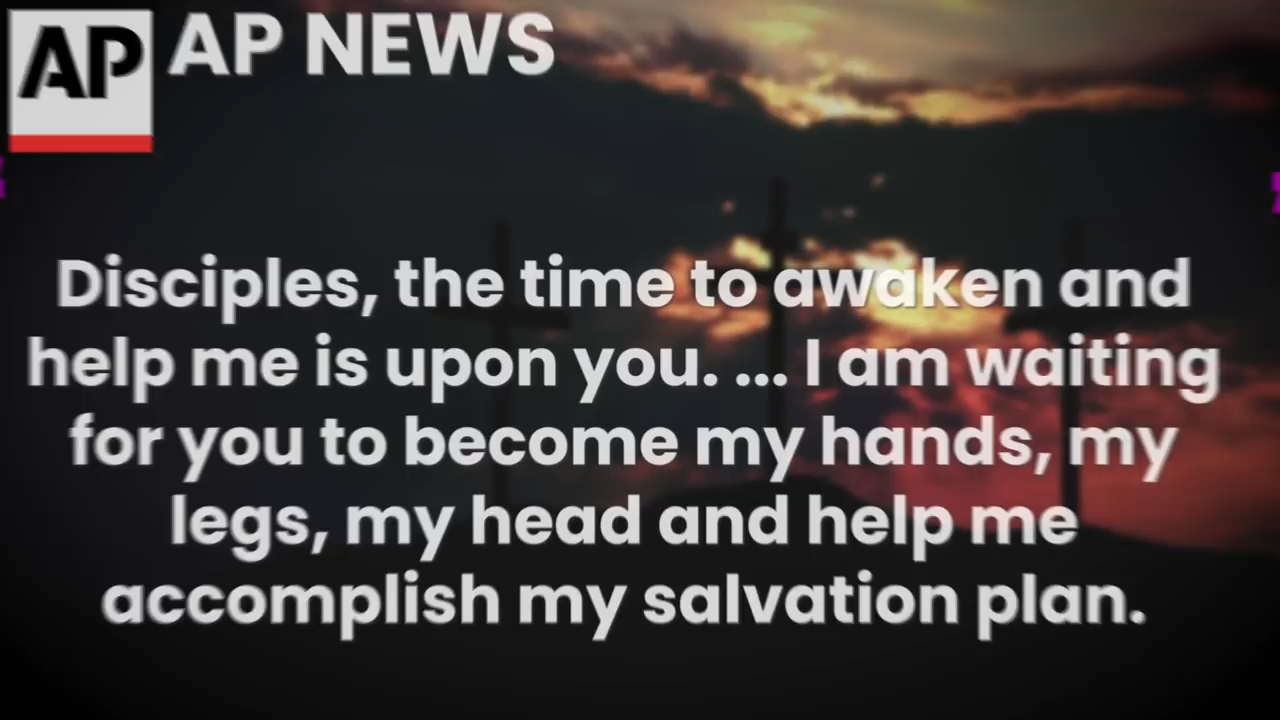 AP AP NEWS
Disciples, the time to awaken and
help me is upon you. ... I am waiting
for you to become my hands, my
legs, my head and help me
accomplish my salvation plan.